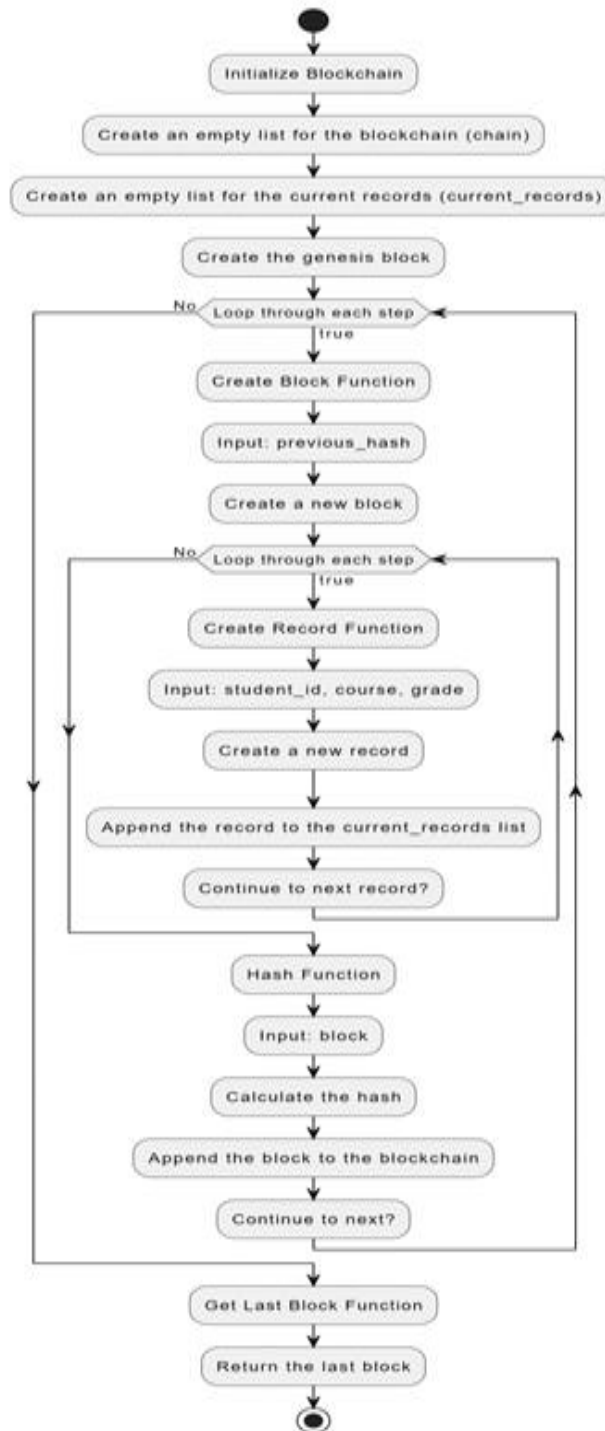 Initialize Blockchain
Create an empty list for the blockchain (chain)
Create an empty list for the current records (current_records)
Create the genesis block
No
Loop through each step
true
Create Block Function
Input: previous_hash
Create a new block
No
Loop through each step
true
Create Record Function
Input: student_id, course, grade
Create a new record
Append the record to the current_records list
Continue to next record?
Hash Function
Input: block
Calculate the hash
Append the block to the blockchain
Continue to next?
Get Last Block Function
Return the last block